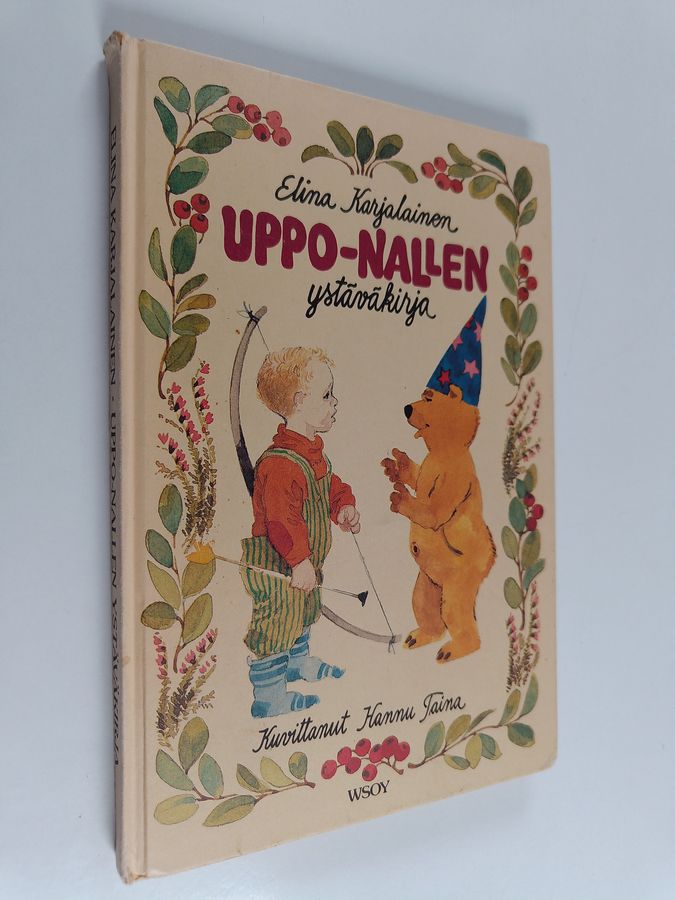 Elina Karjalainen
UPPO-NALLEN
ystäväkirja
Kuvittanut Hannu Taina
WSOY
ELINA KARJALAINEN • UPPO-NALLEN YSTÄVÄKIRJA